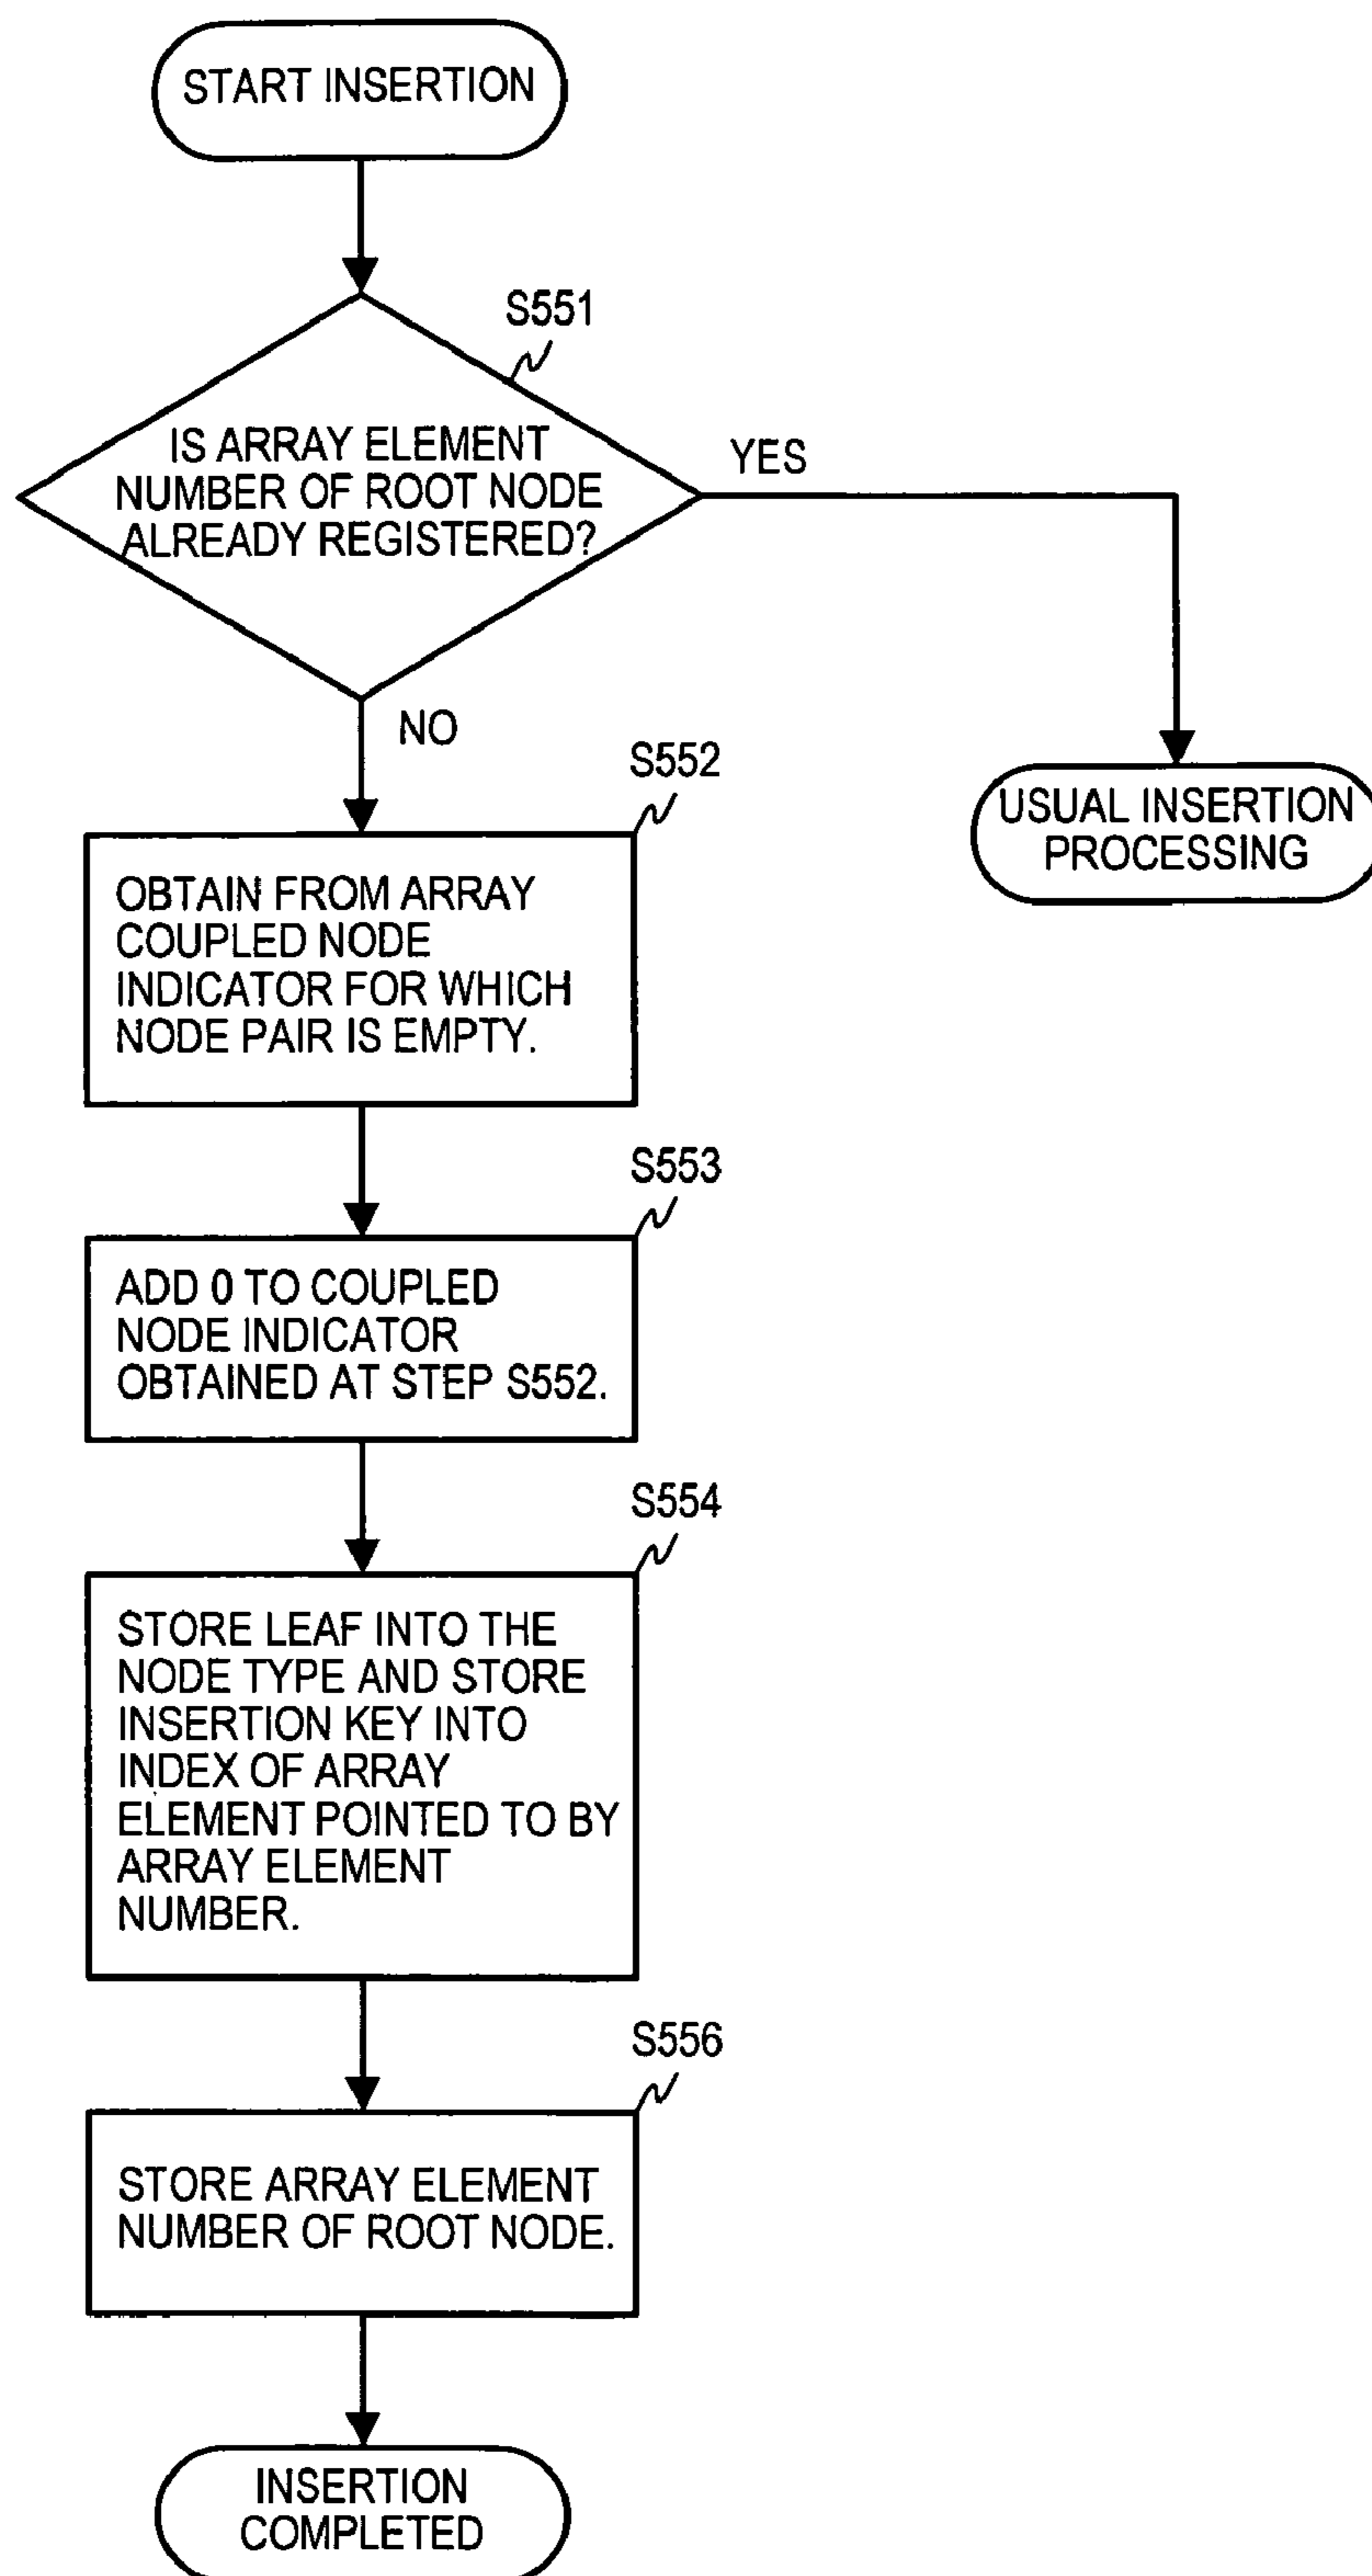 START INSERTION
S551
IS ARRAY ELEMENT
NUMBER OF ROOT NODE
ALREADY REGISTERED?
YES
NO
USUAL INSERTION
PROCESSING
S552
OBTAIN FROM ARRAY
COUPLED NODE
INDICATOR FOR WHICH
NODE PAIR IS EMPTY.
S553
ADD 0 TO COUPLED
NODE INDICATOR
OBTAINED AT STEP S552.
S554
STORE LEAF INTO THE
NODE TYPE AND STORE
INSERTION KEY INTO
INDEX OF ARRAY
ELEMENT POINTED TO BY
ARRAY ELEMENT
NUMBER.
S556
STORE ARRAY ELEMENT
NUMBER OF ROOT NODE.
INSERTION
COMPLETED